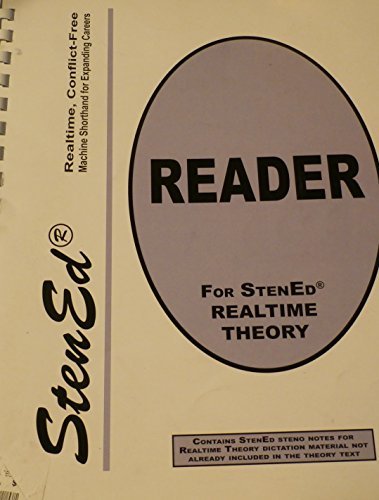 StenEd®
Realtime, Conflict-Free
Machine Shorthand for Expanding Careers
READER
FOR STENED®
REALTIME
THEORY
CONTAINS STENED STENO NOTES FOR
REALTIME THEORY DICTATION MATERIAL NOT
ALREADY INCLUDED IN THE THEORY TEXT